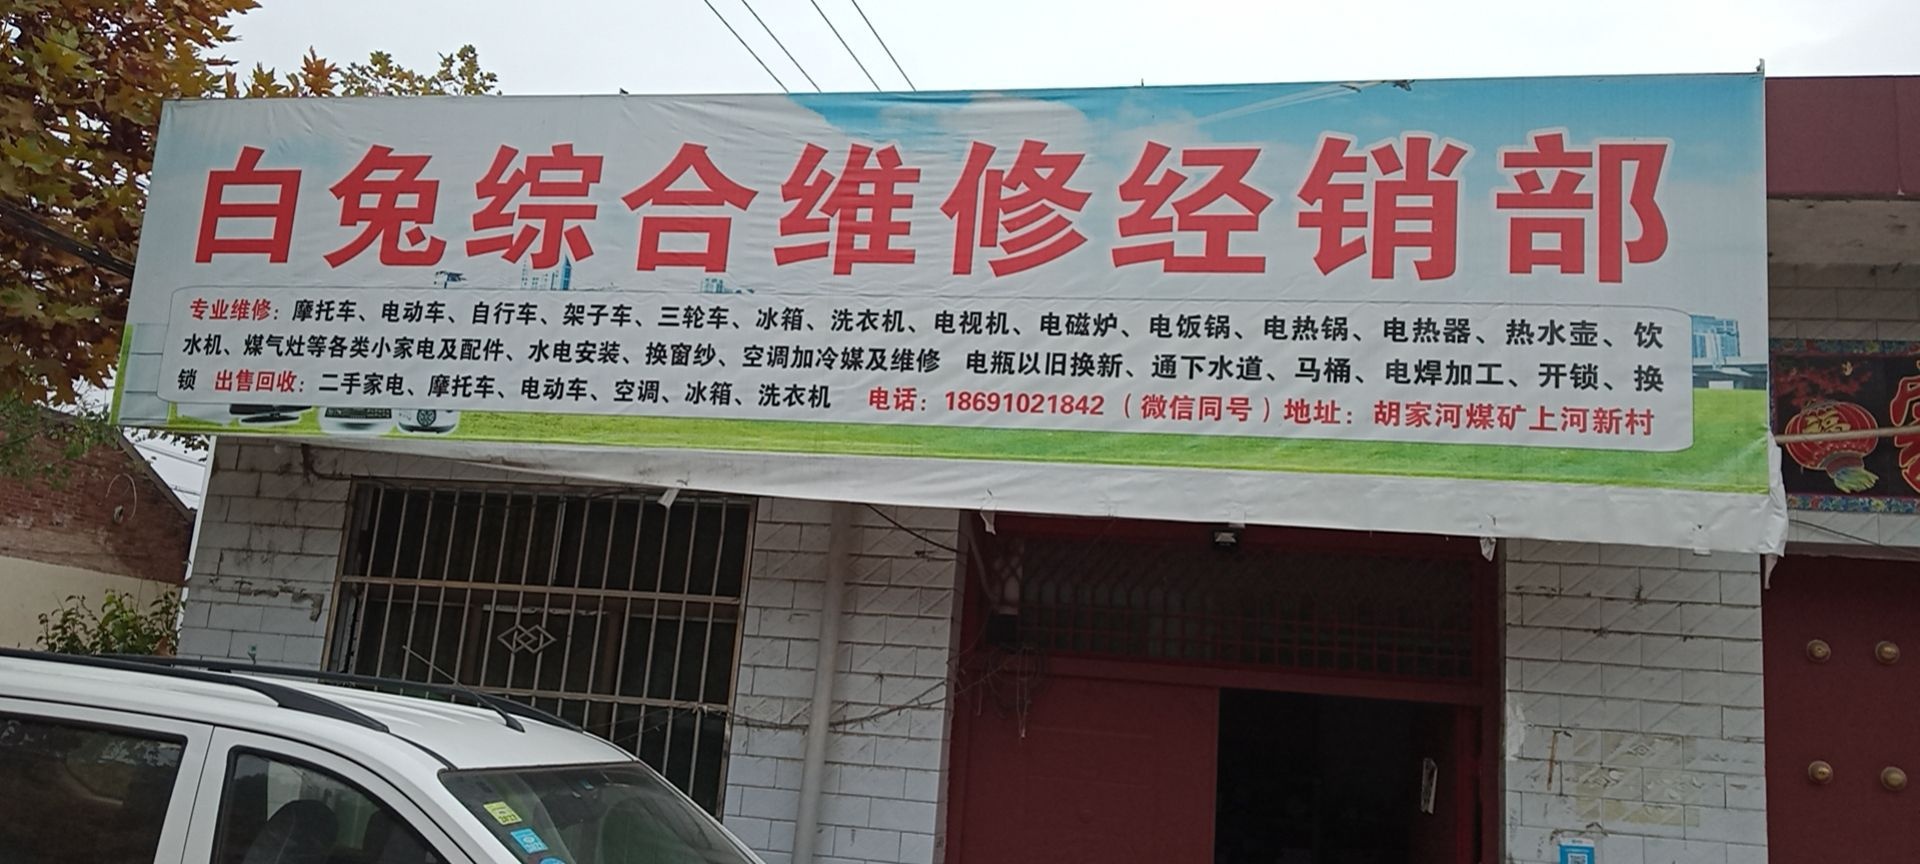 白兔综合维修经销部
专业维修：摩托车、电动车、自行车、架子车、三轮车、冰箱、洗衣机、电视机、电磁炉、电饭锅、电热锅、电热器、热水壶、饮
水机、煤气灶等各类小家电及配件、水电安装、换窗纱、空调加冷媒及维修 电瓶以旧换新、通下水道、马桶、电焊加工、开锁、换
锁 出售回收：二手家电、摩托车、电动车、空调、冰箱、洗衣机 电话：18691021842（微信同号）地址：胡家河煤矿上河新村